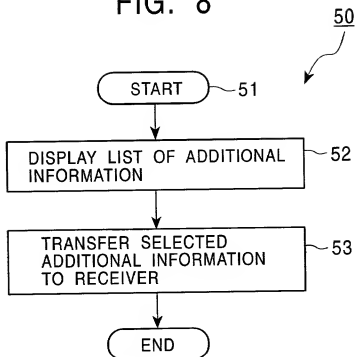 FIG. 8
50
START 51
DISPLAY LIST OF ADDITIONAL 52
INFORMATION
TRANSFER SELECTED
ADDITIONAL INFORMATION 53
TO RECEIVER
END